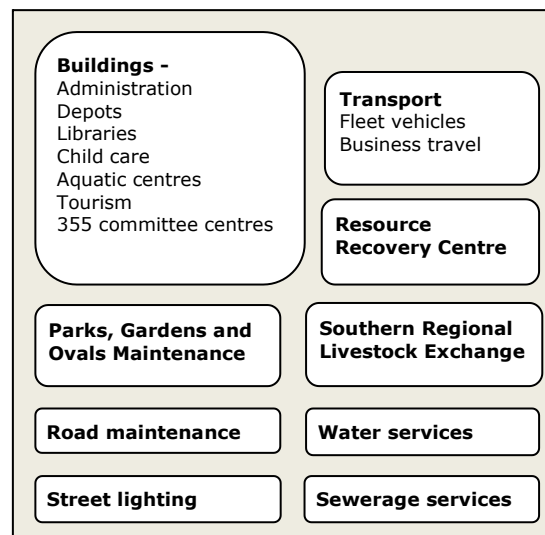 Buildings -
Administration
Depots
Libraries
Child care
Aquatic centres
Tourism
355 committee centres
Transport
Fleet vehicles
Business travel
Resource
Recovery Centre
Parks, Gardens and
Ovals Maintenance
Southern Regional
Livestock Exchange
Road maintenance
Water services
Street lighting
Sewerage services